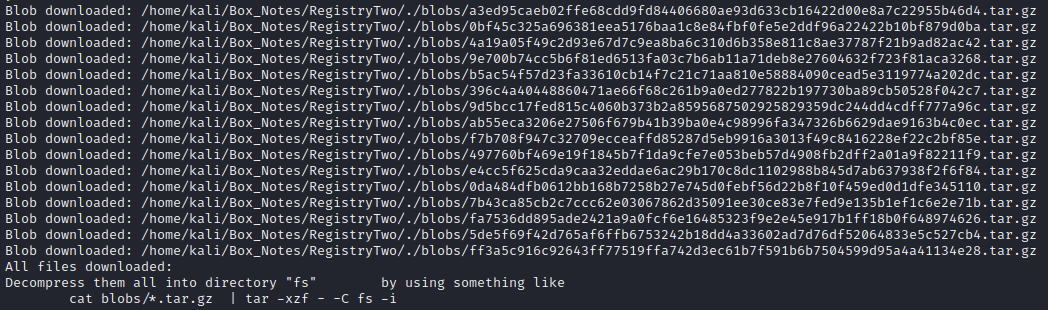 Blob downloaded: /home/kali/Box_Notes/RegistryTwo/./blobs/a3ed95caeb02ffe68cdd9fd84406680ae93d633cb16422d00e8a7c22955b46d4.tar.gz
Blob downloaded: /home/kali/Box_Notes/RegistryTwo/./blobs/0bf45c325a696381eea5176baa1c8e84fbf0fe5e2ddf96a22422b10bf879d0ba.tar.gz
Blob downloaded: /home/kali/Box_Notes/RegistryTwo/./blobs/4a19a05f49c2d93e67d7c9ea8ba6c310d6b358e811c8ae37787f21b9ad82ac42.tar.gz
Blob downloaded: /home/kali/Box_Notes/RegistryTwo/./blobs/9e700b74cc5b6f81ed6513fa03c7b6ab11a71deb8e27604632f723f81aca3268.tar.gz
Blob downloaded: /home/kali/Box_Notes/RegistryTwo/./blobs/b5ac54f57d23fa33610cb14f7c21c71aa810e58884090cead5e3119774a202dc.tar.gz
Blob downloaded: /home/kali/Box_Notes/RegistryTwo/./blobs/396c4a40448860471ae66f68c261b9a0ed277822b197730ba89cb50528f042c7.tar.gz
Blob downloaded: /home/kali/Box_Notes/RegistryTwo/./blobs/9d5bcc17fed815c4060b373b2a8595687502925829359dc244dd4cdff777a96c.tar.gz
Blob downloaded: /home/kali/Box_Notes/RegistryTwo/./blobs/ab55eca3206e27506f679b41b39ba0e4c98996fa347326b6629dae9163b4c0ec.tar.gz
Blob downloaded: /home/kali/Box_Notes/RegistryTwo/./blobs/f7b708f947c32709ecceaffd85287d5eb9916a3013f49c8416228ef22c2bf85e.tar.gz
Blob downloaded: /home/kali/Box_Notes/RegistryTwo/./blobs/497760bf469e19f1845b7f1da9cfe7e053beb57d4908fb2dff2a01a9f82211f9.tar.gz
Blob downloaded: /home/kali/Box_Notes/RegistryTwo/./blobs/e4cc5f625cda9caa32eddae6ac29b170c8dc1102988b845d7ab637938f2f6f84.tar.gz
Blob downloaded: /home/kali/Box_Notes/RegistryTwo/./blobs/0da484dfb0612bb168b7258b27e745d0febf56d22b8f10f459ed0d1dfe345110.tar.gz
Blob downloaded: /home/kali/Box_Notes/RegistryTwo/./blobs/7b43ca85cb2c7ccc62e03067862d35091ee30ce83e7fed9e135b1ef1c6e2e71b.tar.gz
Blob downloaded: /home/kali/Box_Notes/RegistryTwo/./blobs/fa7536dd895ade2421a9a0fcf6e16485323f9e2e45e917b1ff18b0f648974626.tar.gz
Blob downloaded: /home/kali/Box_Notes/RegistryTwo/./blobs/5de5f69f42d765af6ffb6753242b18dd4a33602ad7d76df52064833e5c527cb4.tar.gz
Blob downloaded: /home/kali/Box_Notes/RegistryTwo/./blobs/ff3a5c916c92643ff77519ffa742d3ec61b7f591b6b7504599d95a4a41134e28.tar.gz
All files downloaded:
Decompress them all into directory "fs"        by using something like
        cat blobs/*.tar.gz  | tar -xzf - -C fs -i